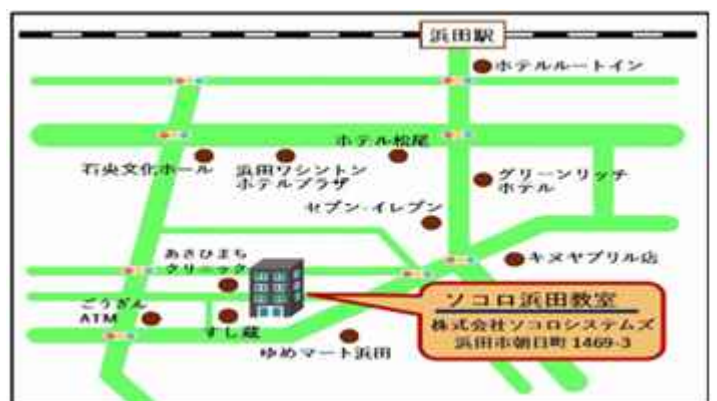 浜田駅
ホテルルートイン
ホテル松尾
石央文化ホール
浜田ワシントン
ホテルプラザ
グリーンリッチ
ホテル
セブン-イレブン
キヌヤプリル店
あさひまち
クリニック
ごうぎん
ATM
すし蔵
ゆめマート浜田
ソコロ浜田教室
株式会社ソコロシステムズ
浜田市朝日町 1469-3